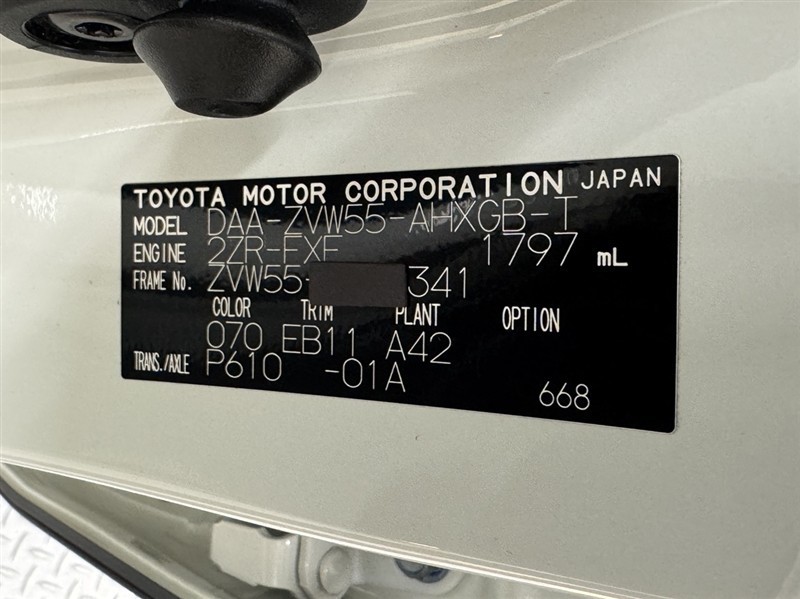 TOYOTA MOTOR CORPORATION JAPAN
MODEL DAA-ZVW55-AHXGB-T
ENGINE 2ZR-FXE 1797 mL
FRAME No. ZVW55- 341
COLOR TRIM PLANT OPTION
070 EB11 A42
TRANS./AXLE P610 -01A
668